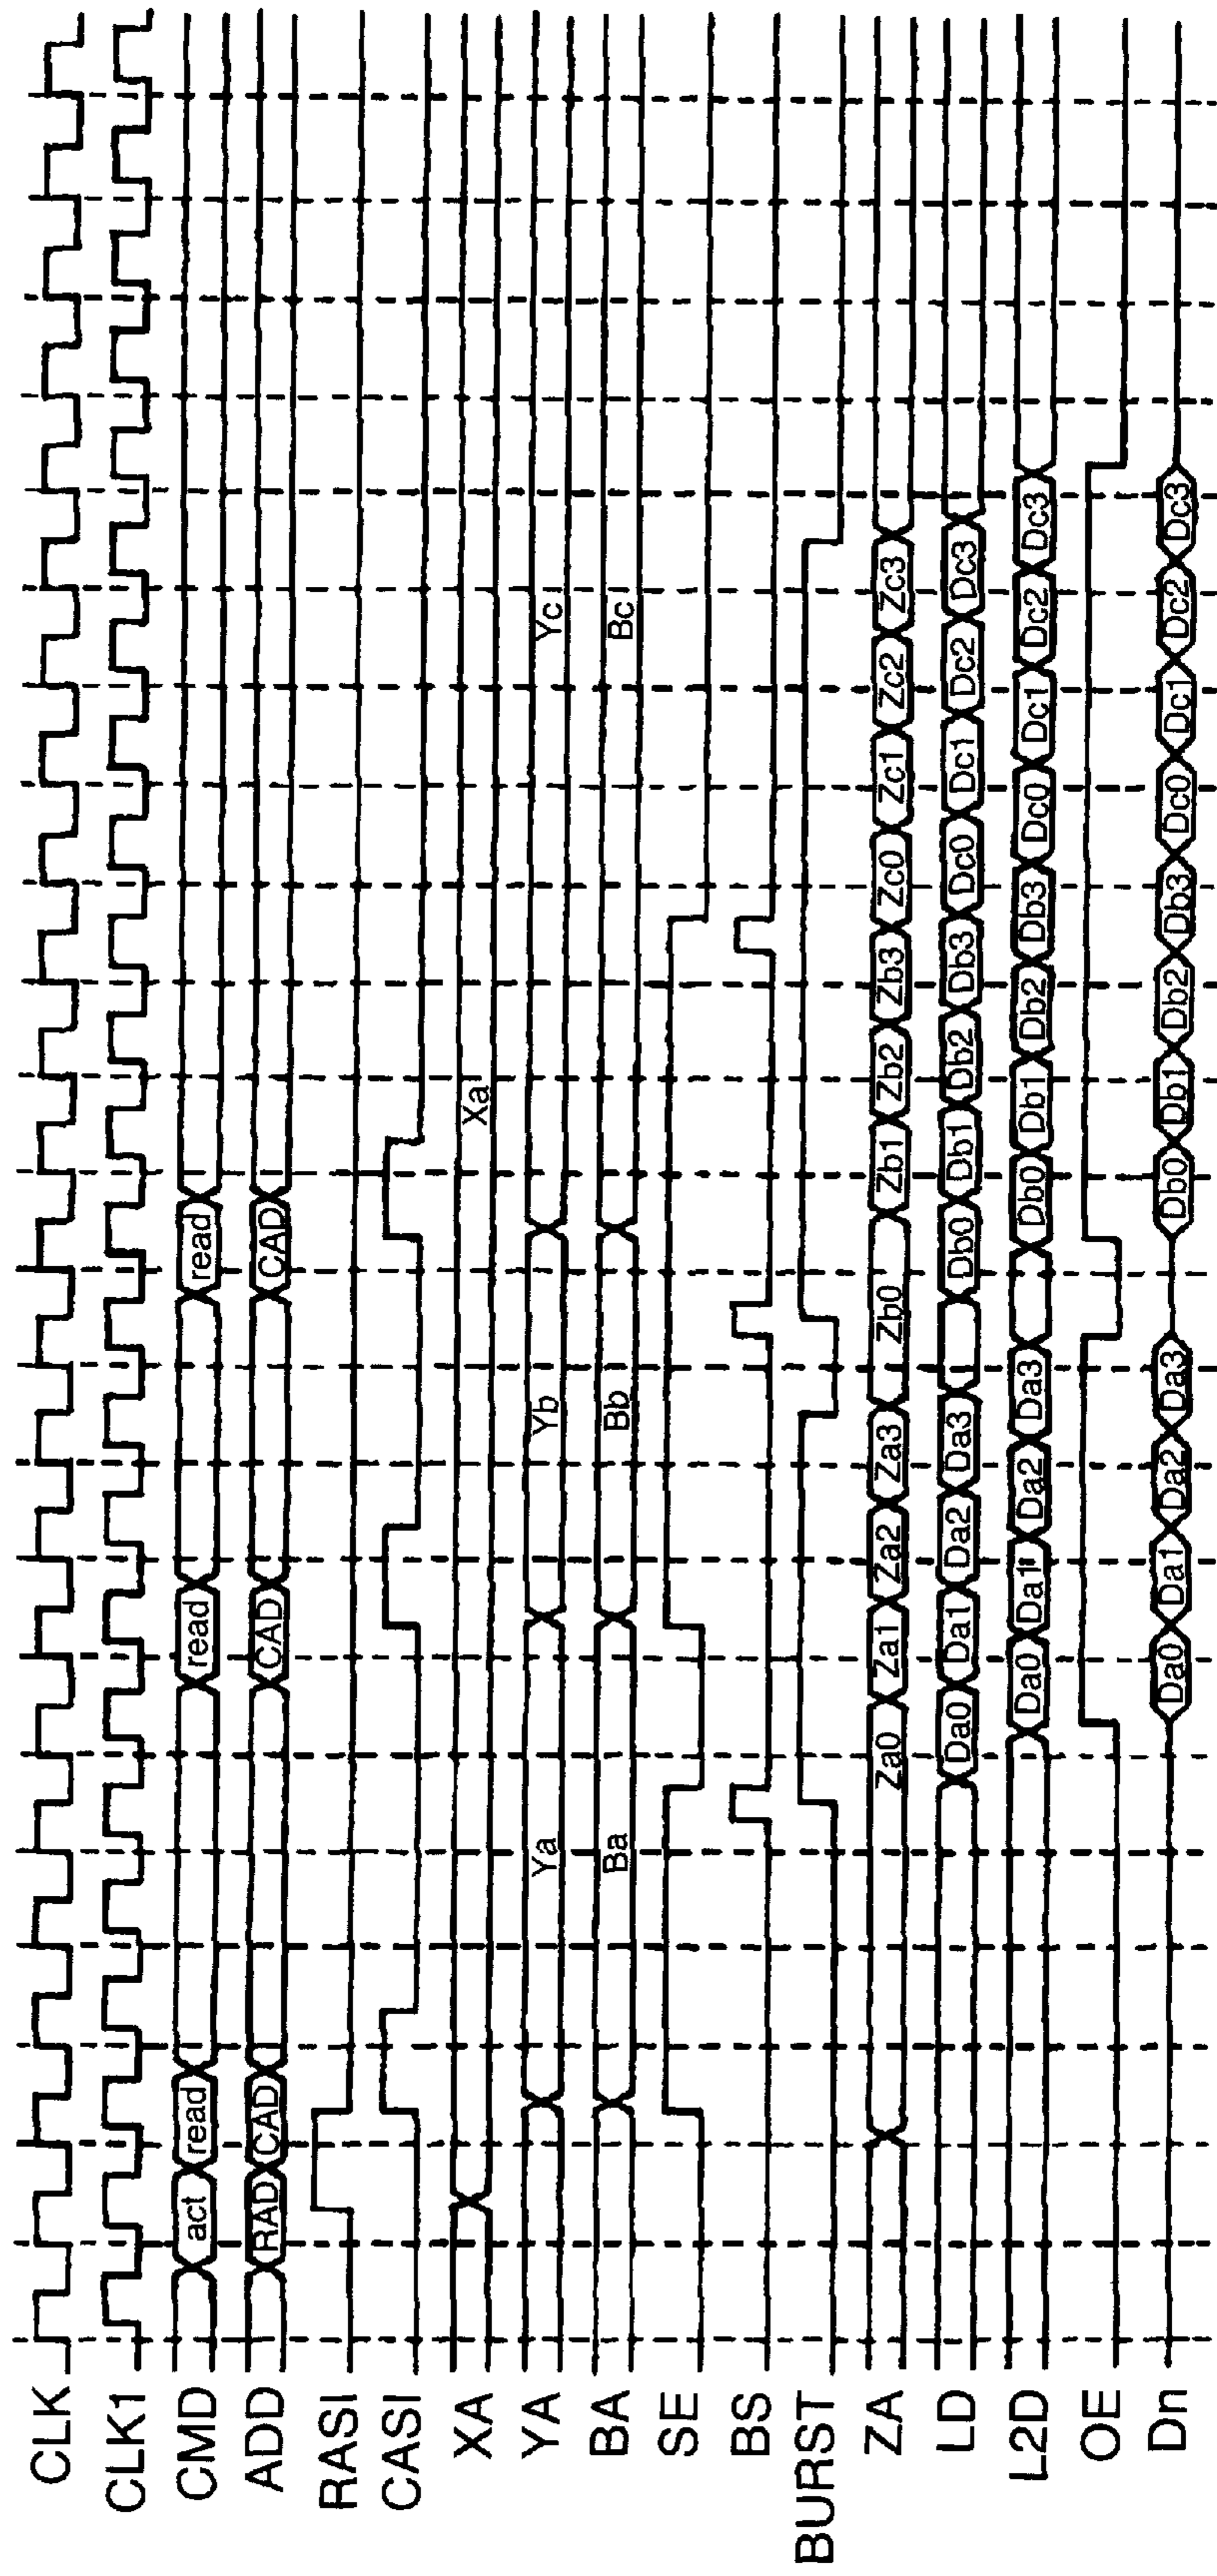 CLK
CLK1
CMD act read read read
ADD RAD CAD CAD CAD
RASI
CASI
XA Xa
YA Ya Yb Yc
BA Ba Bb Bc
SE
BS
BURST
ZA Za0 Za1 Za2 Za3 Zb0 Zb1 Zb2 Zb3 Zc0 Zc1 Zc2 Zc3
LD Da0 Da1 Da2 Da3 Db0 Db1 Db2 Db3 Dc0 Dc1 Dc2 Dc3
L2D Da0 Da1 Da2 Da3 Db0 Db1 Db2 Db3 Dc0 Dc1 Dc2 Dc3
OE
Dn Da0 Da1 Da2 Da3 Db0 Db1 Db2 Db3 Dc0 Dc1 Dc2 Dc3